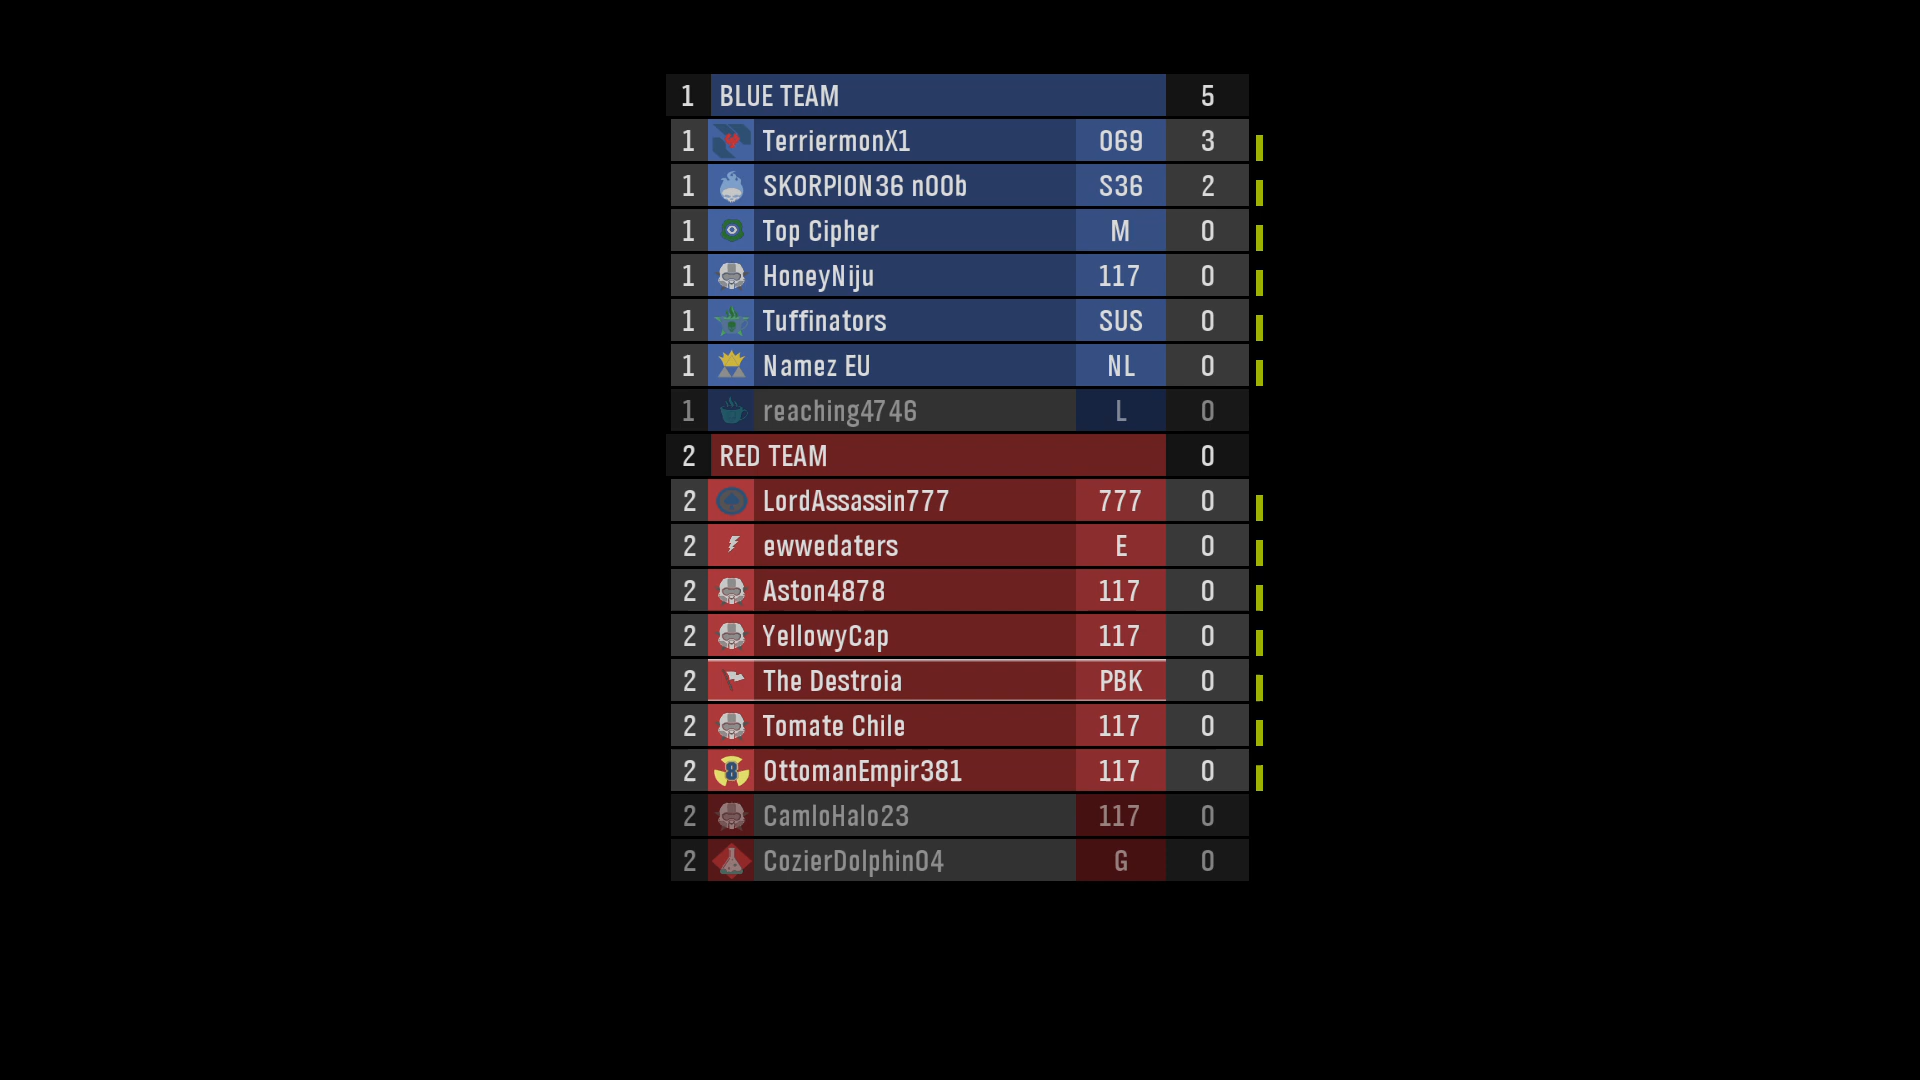 1 BLUE TEAM 5
1 TerriermonX1 069 3
1 SKORPION36 n00b S36 2
1 Top Cipher M 0
1 HoneyNiju 117 0
1 Tuffinators SUS 0
1 Namez EU NL 0
1 reaching4746 L 0
2 RED TEAM 0
2 LordAssassin777 777 0
2 ewwedaters E 0
2 Aston4878 117 0
2 YellowyCap 117 0
2 The Destroia PBK 0
2 Tomate Chile 117 0
2 8 OttomanEmpir381 117 0
2 CamloHalo23 117 0
2 CozierDolphin04 G 0